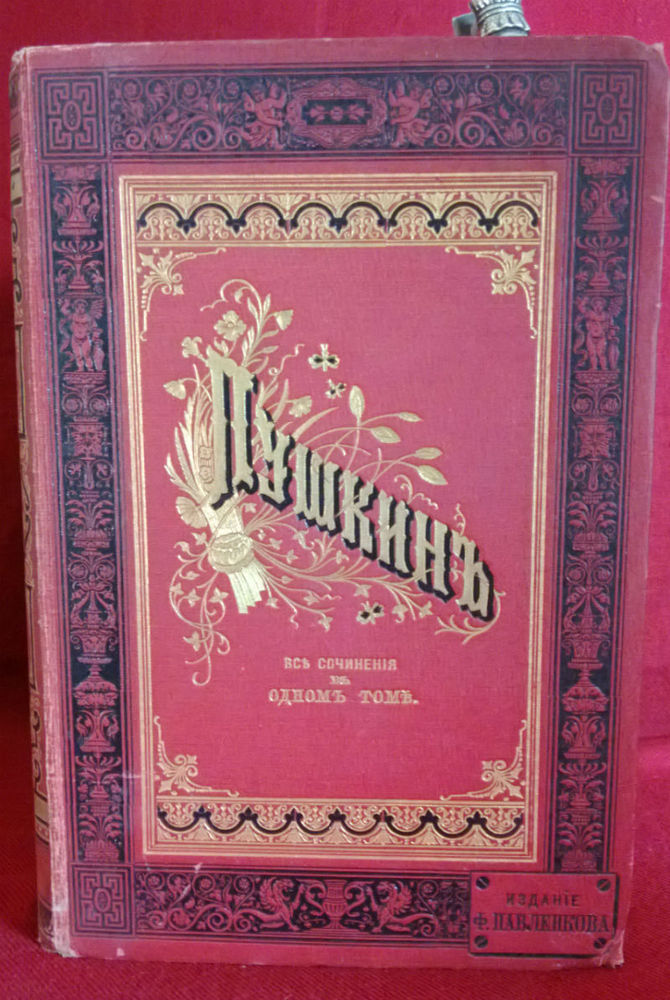 Пушкинъ
ВСѢ СОЧИНЕНІЯ
ВЪ
ОДНОМЪ ТОМѢ.
ИЗДАНІЕ
Ф. ПАВЛЕНКОВА